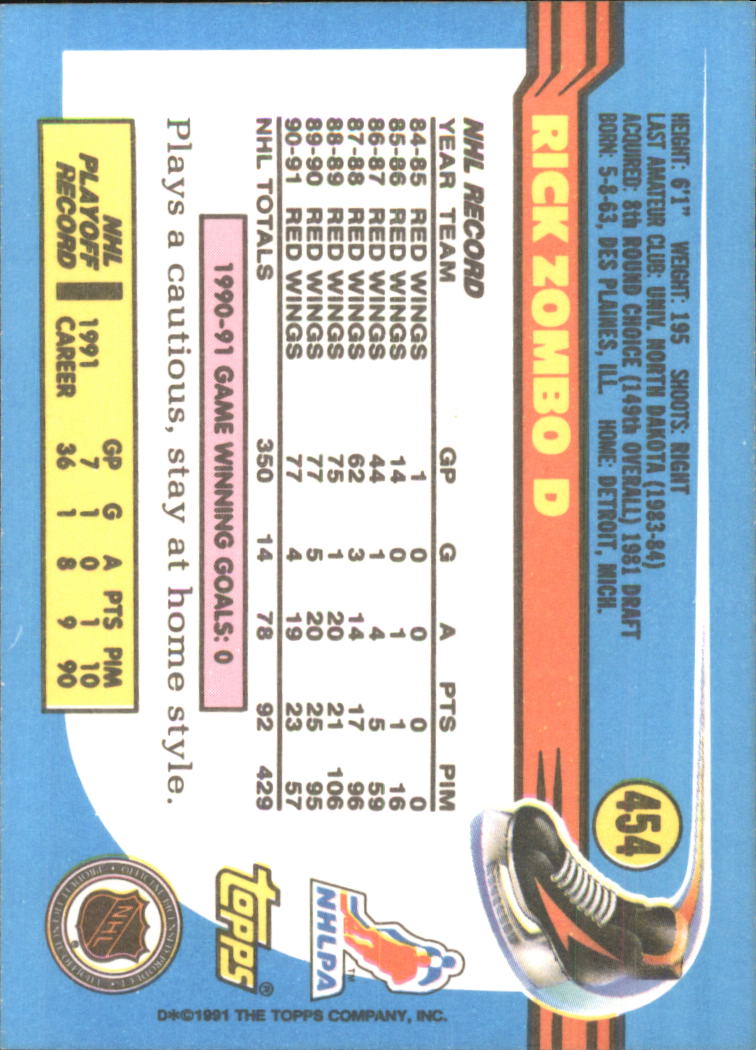 HEIGHT: 6'1" WEIGHT: 195 SHOOTS: RIGHT
LAST AMATEUR CLUB: UNIV. NORTH DAKOTA (1983-84)
ACQUIRED: 8th ROUND CHOICE (149th OVERALL) 1981 DRAFT
BORN: 5-8-63, DES PLAINES, ILL. HOME: DETROIT, MICH.
454
RICK ZOMBO D
NHL RECORD
YEAR TEAM GP G A PTS PIM
84-85 RED WINGS 1 0 0 0 0
85-86 RED WINGS 14 0 1 1 16
86-87 RED WINGS 44 1 4 5 59
87-88 RED WINGS 62 3 14 17 96
88-89 RED WINGS 75 1 20 21 106
89-90 RED WINGS 77 5 20 25 95
90-91 RED WINGS 77 4 19 23 57
NHL TOTALS 350 14 78 92 429
1990-91 GAME WINNING GOALS: 0
Plays a cautious, stay at home style.
NHL PLAYOFF RECORD
GP G A PTS PIM
1991 7 1 0 1 10
CAREER 36 1 8 9 90
NHLPA™
topps®
NHL
OFFICIAL LICENSED PRODUCT
®
D*©1991 THE TOPPS COMPANY, INC.